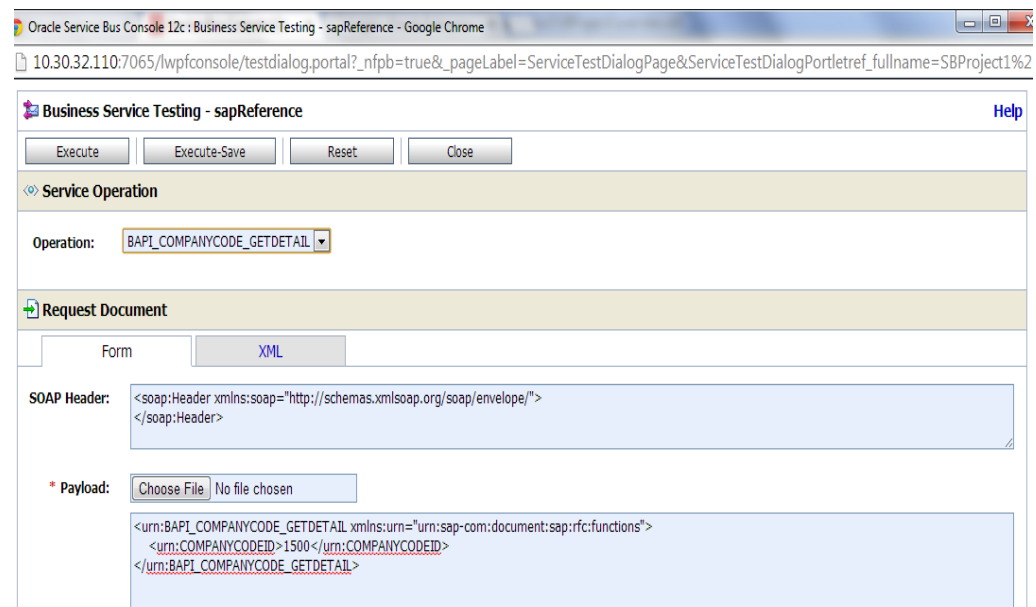 Oracle Service Bus Console 12c : Business Service Testing - sapReference - Google Chrome
10.30.32.110:7065/lwpfconsole/testdialog.portal?_nfpb=true&_pageLabel=ServiceTestDialogPage&ServiceTestDialogPortletref_fullname=SBProject1%2
Business Service Testing - sapReference Help
Execute Execute-Save Reset Close
Service Operation
Operation: BAPI_COMPANYCODE_GETDETAIL
Request Document
Form XML
SOAP Header: <soap:Header xmlns:soap="http://schemas.xmlsoap.org/soap/envelope/">
</soap:Header>
* Payload: Choose File No file chosen
<urn:BAPI_COMPANYCODE_GETDETAIL xmlns:urn="urn:sap-com:document:sap:rfc:functions">
<urn:COMPANYCODEID>1500</urn:COMPANYCODEID>
</urn:BAPI_COMPANYCODE_GETDETAIL>